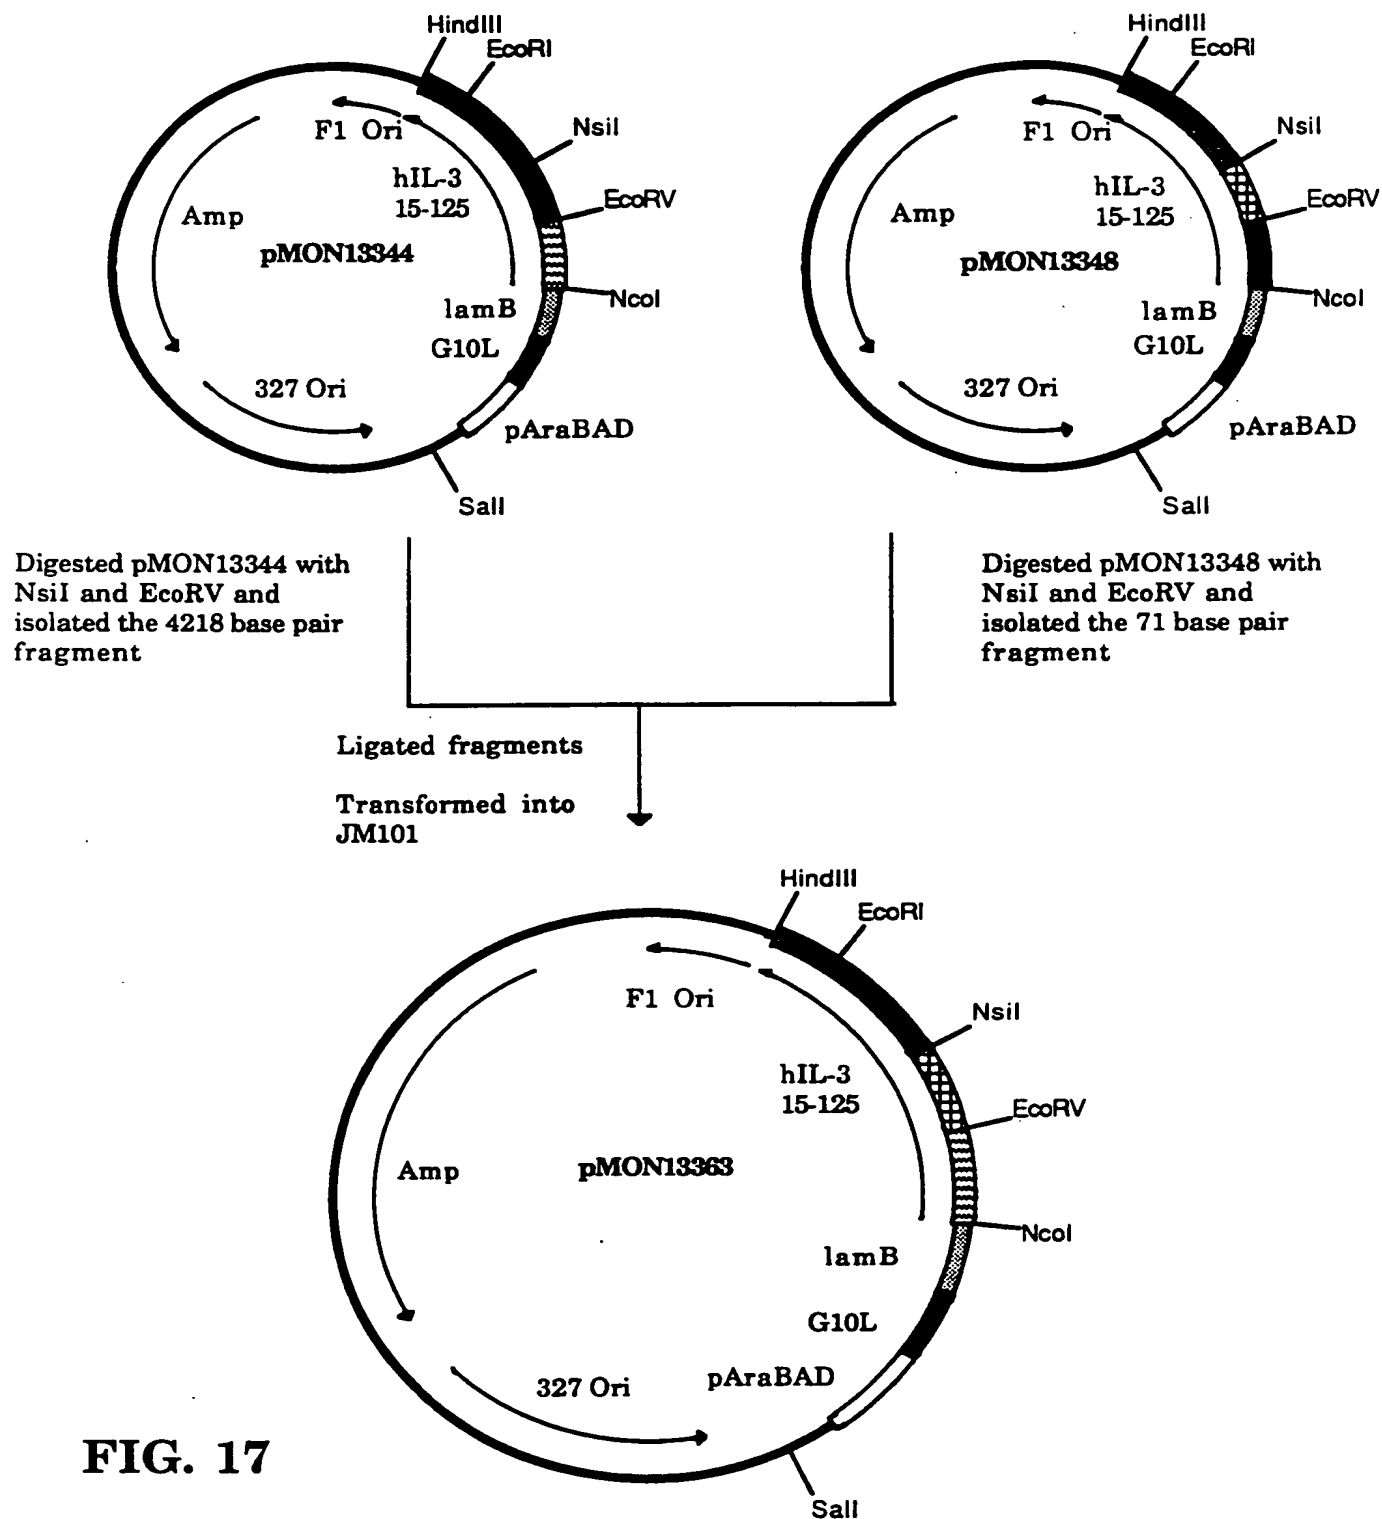 HindIII
EcoRI
NsiI
EcoRV
NcoI
SalI
F1 Ori
hIL-3
15-125
Amp
pMON13344
lamB
G10L
327 Ori
pAraBAD
HindIII
EcoRI
NsiI
EcoRV
NcoI
SalI
F1 Ori
hIL-3
15-125
Amp
pMON13348
lamB
G10L
327 Ori
pAraBAD
Digested pMON13344 with
NsiI and EcoRV and
isolated the 4218 base pair
fragment
Digested pMON13348 with
NsiI and EcoRV and
isolated the 71 base pair
fragment
Ligated fragments
Transformed into
JM101
HindIII
EcoRI
NsiI
EcoRV
NcoI
SalI
F1 Ori
hIL-3
15-125
Amp
pMON13363
lamB
G10L
pAraBAD
327 Ori
FIG. 17